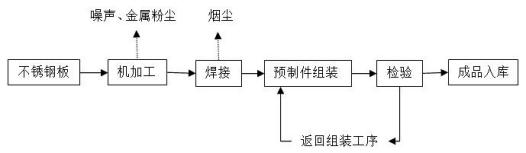 噪声、金属粉尘 烟尘
不锈钢板 机加工 焊接 预制件组装 检验 成品入库
返回组装工序